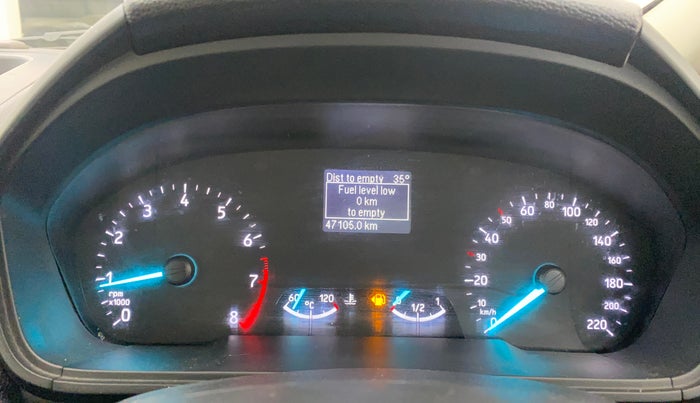 Dist to empty 35°
Fuel level low
0 km
to empty
47105.0 km
0 1 2 3 4 5 6 7 8
rpm
x1000
60 °C 120
0 1/2 1
0 10 20 30 40 50 60 80 100 120 140 160 180 200 220
km/h